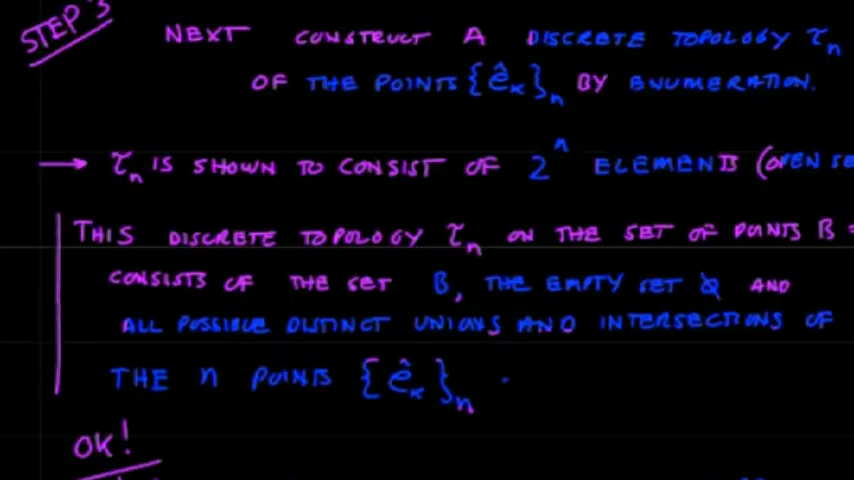 STEP 3
NEXT CONSTRUCT A DISCRETE TOPOLOGY τₙ
OF THE POINTS {êₖ}ₙ BY ENUMERATION.
→ τₙ IS SHOWN TO CONSIST OF 2ⁿ ELEMENTS (OPEN SE
THIS DISCRETE TOPOLOGY τₙ ON THE SET OF POINTS B =
CONSISTS OF THE SET B, THE EMPTY SET ∅ AND
ALL POSSIBLE DISTINCT UNIONS AND INTERSECTIONS OF
THE n POINTS {êₖ}ₙ .
OK!